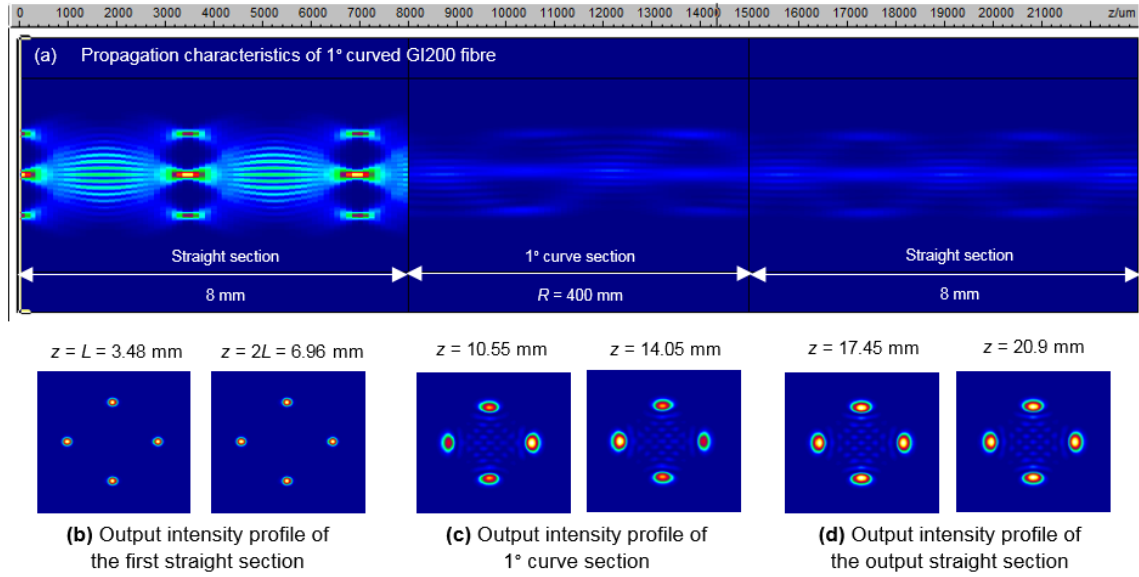 0 1000 2000 3000 4000 5000 6000 7000 8000 9000 10000 11000 12000 13000 14000 15000 16000 17000 18000 19000 20000 21000 z/um
(a) Propagation characteristics of 1° curved GI200 fibre
Straight section 1° curve section Straight section
8 mm R = 400 mm 8 mm
z = L = 3.48 mm z = 2L = 6.96 mm z = 10.55 mm z = 14.05 mm z = 17.45 mm z = 20.9 mm
(b) Output intensity profile of
the first straight section
(c) Output intensity profile of
1° curve section
(d) Output intensity profile of
the output straight section